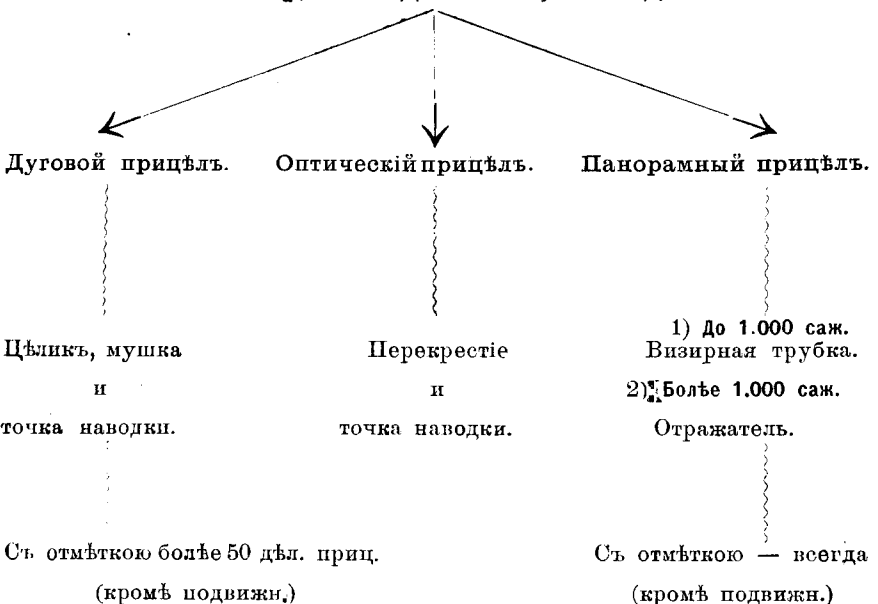 Дуговой прицѣлъ.
Оптическій прицѣлъ.
Панорамный прицѣлъ.
Цѣликъ, мушка
и
точка наводки.
Перекрестіе
и
точка наводки.
1) До 1.000 саж.
Визирная трубка.
2) Болѣе 1.000 саж.
Отражатель.
Съ отмѣткою болѣе 50 дѣл. приц.
(кромѣ подвижн.)
Съ отмѣткою — всегда
(кромѣ подвижн.)